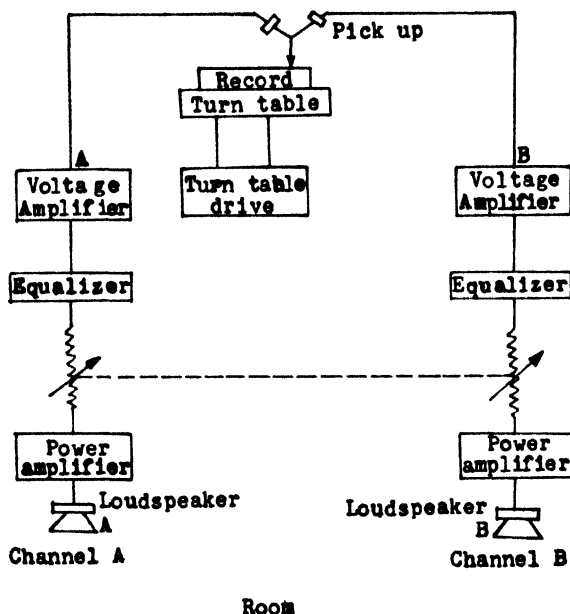 Pick up
Record
Turn table
Turn table
drive
A
Voltage
Amplifier
Equalizer
Power
amplifier
Loudspeaker
A
Channel A
B
Voltage
Amplifier
Equalizer
Power
amplifier
Loudspeaker
B
Channel B
Room